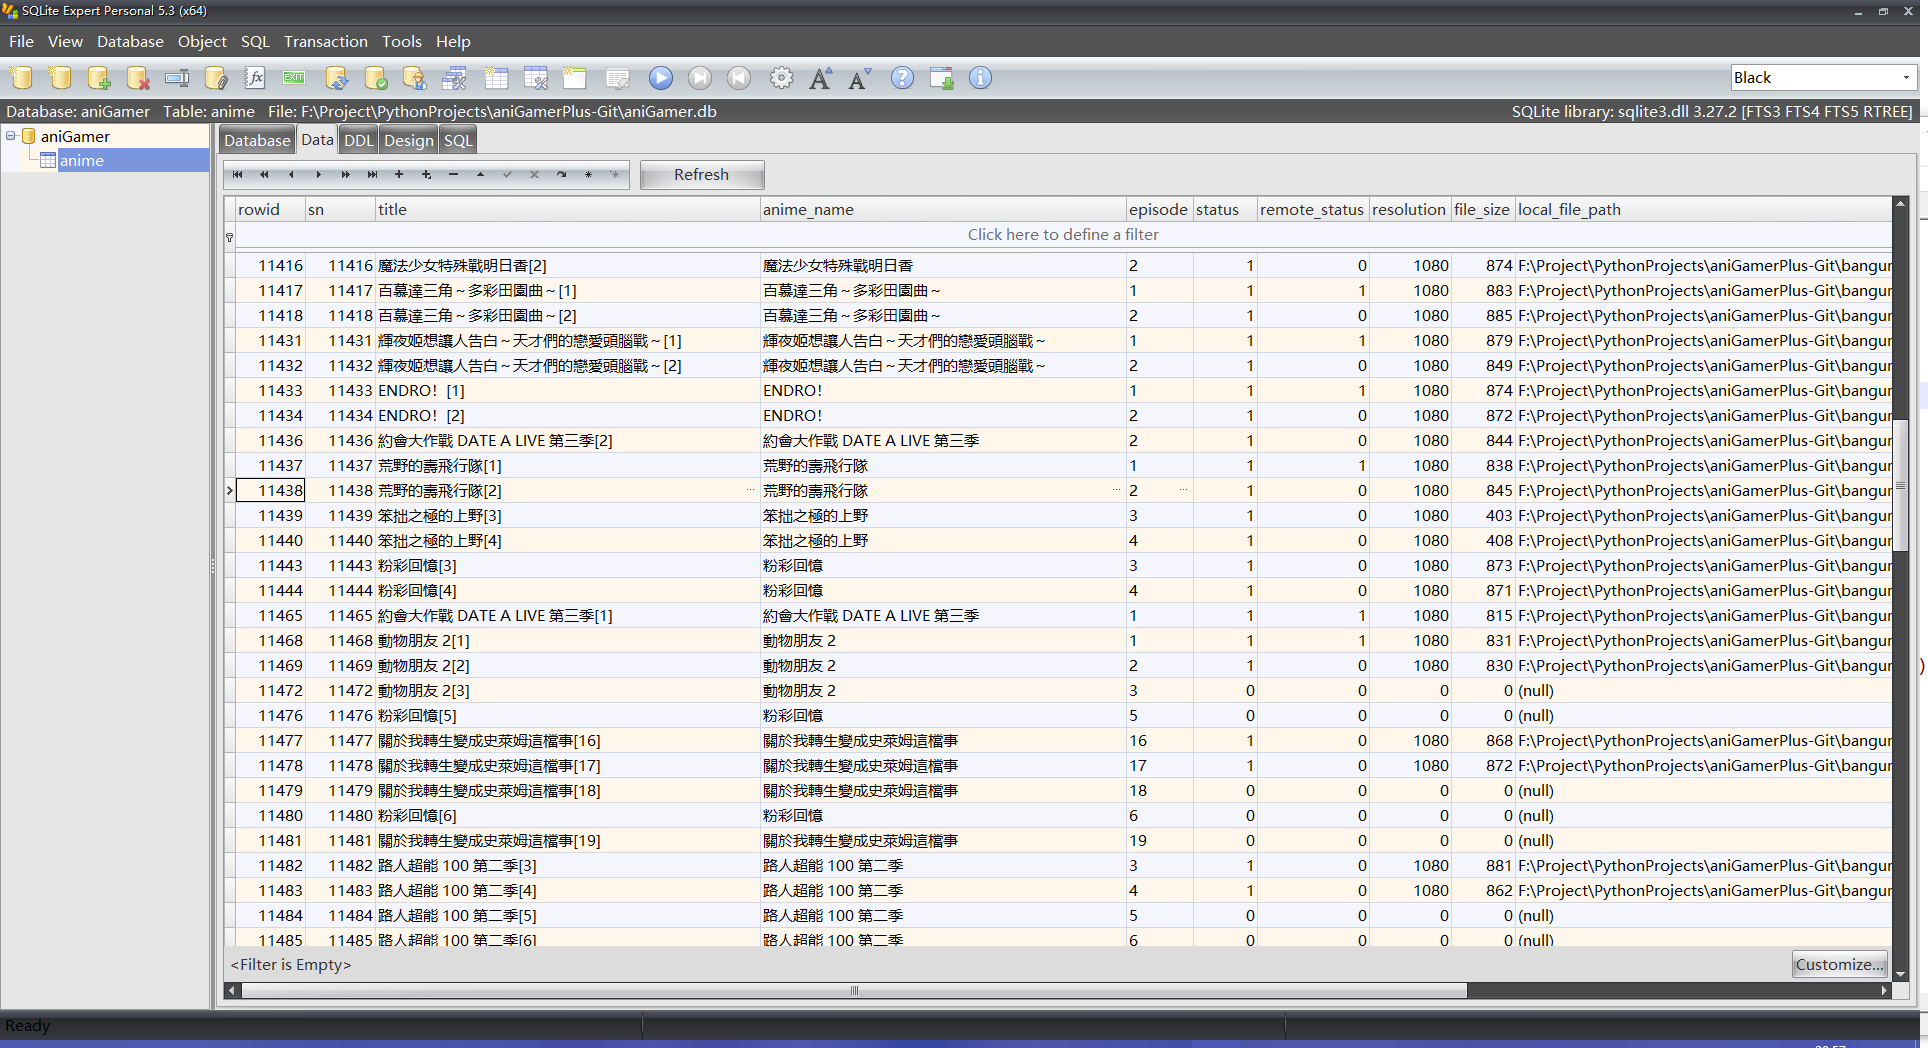 SQLite Expert Personal 5.3 (x64)
File View Database Object SQL Transaction Tools Help
EXIT
Black
Database: aniGamer Table: anime File: F:\Project\PythonProjects\aniGamerPlus-Git\aniGamer.db SQLite library: sqlite3.dll 3.27.2 [FTS3 FTS4 FTS5 RTREE]
aniGamer
anime
Database Data DDL Design SQL
Refresh
rowid sn title anime_name episode status remote_status resolution file_size local_file_path
Click here to define a filter
11416 11416 魔法少女特殊戰明日香[2] 魔法少女特殊戰明日香 2 1 0 1080 874 F:\Project\PythonProjects\aniGamerPlus-Git\bangur
11417 11417 百慕達三角～多彩田園曲～[1] 百慕達三角～多彩田園曲～ 1 1 1 1080 883 F:\Project\PythonProjects\aniGamerPlus-Git\bangur
11418 11418 百慕達三角～多彩田園曲～[2] 百慕達三角～多彩田園曲～ 2 1 0 1080 885 F:\Project\PythonProjects\aniGamerPlus-Git\bangur
11431 11431 輝夜姬想讓人告白～天才們的戀愛頭腦戰～[1] 輝夜姬想讓人告白～天才們的戀愛頭腦戰～ 1 1 1 1080 879 F:\Project\PythonProjects\aniGamerPlus-Git\bangur
11432 11432 輝夜姬想讓人告白～天才們的戀愛頭腦戰～[2] 輝夜姬想讓人告白～天才們的戀愛頭腦戰～ 2 1 0 1080 849 F:\Project\PythonProjects\aniGamerPlus-Git\bangur
11433 11433 ENDRO！[1] ENDRO！ 1 1 1 1080 874 F:\Project\PythonProjects\aniGamerPlus-Git\bangur
11434 11434 ENDRO！[2] ENDRO！ 2 1 0 1080 872 F:\Project\PythonProjects\aniGamerPlus-Git\bangur
11436 11436 約會大作戰 DATE A LIVE 第三季[2] 約會大作戰 DATE A LIVE 第三季 2 1 0 1080 844 F:\Project\PythonProjects\aniGamerPlus-Git\bangur
11437 11437 荒野的壽飛行隊[1] 荒野的壽飛行隊 1 1 1 1080 838 F:\Project\PythonProjects\aniGamerPlus-Git\bangur
11438 11438 荒野的壽飛行隊[2] ... 荒野的壽飛行隊 ... 2 ... 1 0 1080 845 F:\Project\PythonProjects\aniGamerPlus-Git\bangur
11439 11439 笨拙之極的上野[3] 笨拙之極的上野 3 1 0 1080 403 F:\Project\PythonProjects\aniGamerPlus-Git\bangur
11440 11440 笨拙之極的上野[4] 笨拙之極的上野 4 1 0 1080 408 F:\Project\PythonProjects\aniGamerPlus-Git\bangur
11443 11443 粉彩回憶[3] 粉彩回憶 3 1 0 1080 873 F:\Project\PythonProjects\aniGamerPlus-Git\bangur
11444 11444 粉彩回憶[4] 粉彩回憶 4 1 0 1080 871 F:\Project\PythonProjects\aniGamerPlus-Git\bangur
11465 11465 約會大作戰 DATE A LIVE 第三季[1] 約會大作戰 DATE A LIVE 第三季 1 1 1 1080 815 F:\Project\PythonProjects\aniGamerPlus-Git\bangur
11468 11468 動物朋友 2[1] 動物朋友 2 1 1 1 1080 831 F:\Project\PythonProjects\aniGamerPlus-Git\bangur
11469 11469 動物朋友 2[2] 動物朋友 2 2 1 0 1080 830 F:\Project\PythonProjects\aniGamerPlus-Git\bangur
11472 11472 動物朋友 2[3] 動物朋友 2 3 0 0 0 0 (null)
11476 11476 粉彩回憶[5] 粉彩回憶 5 0 0 0 0 (null)
11477 11477 關於我轉生變成史萊姆這檔事[16] 關於我轉生變成史萊姆這檔事 16 1 0 1080 868 F:\Project\PythonProjects\aniGamerPlus-Git\bangur
11478 11478 關於我轉生變成史萊姆這檔事[17] 關於我轉生變成史萊姆這檔事 17 1 0 1080 872 F:\Project\PythonProjects\aniGamerPlus-Git\bangur
11479 11479 關於我轉生變成史萊姆這檔事[18] 關於我轉生變成史萊姆這檔事 18 0 0 0 0 (null)
11480 11480 粉彩回憶[6] 粉彩回憶 6 0 0 0 0 (null)
11481 11481 關於我轉生變成史萊姆這檔事[19] 關於我轉生變成史萊姆這檔事 19 0 0 0 0 (null)
11482 11482 路人超能 100 第二季[3] 路人超能 100 第二季 3 1 0 1080 881 F:\Project\PythonProjects\aniGamerPlus-Git\bangur
11483 11483 路人超能 100 第二季[4] 路人超能 100 第二季 4 1 0 1080 862 F:\Project\PythonProjects\aniGamerPlus-Git\bangur
11484 11484 路人超能 100 第二季[5] 路人超能 100 第二季 5 0 0 0 0 (null)
11485 11485 路人超能 100 第二季[6] 路人超能 100 第二季 6 0 0 0 0 (null)
<Filter is Empty> Customize...
Ready